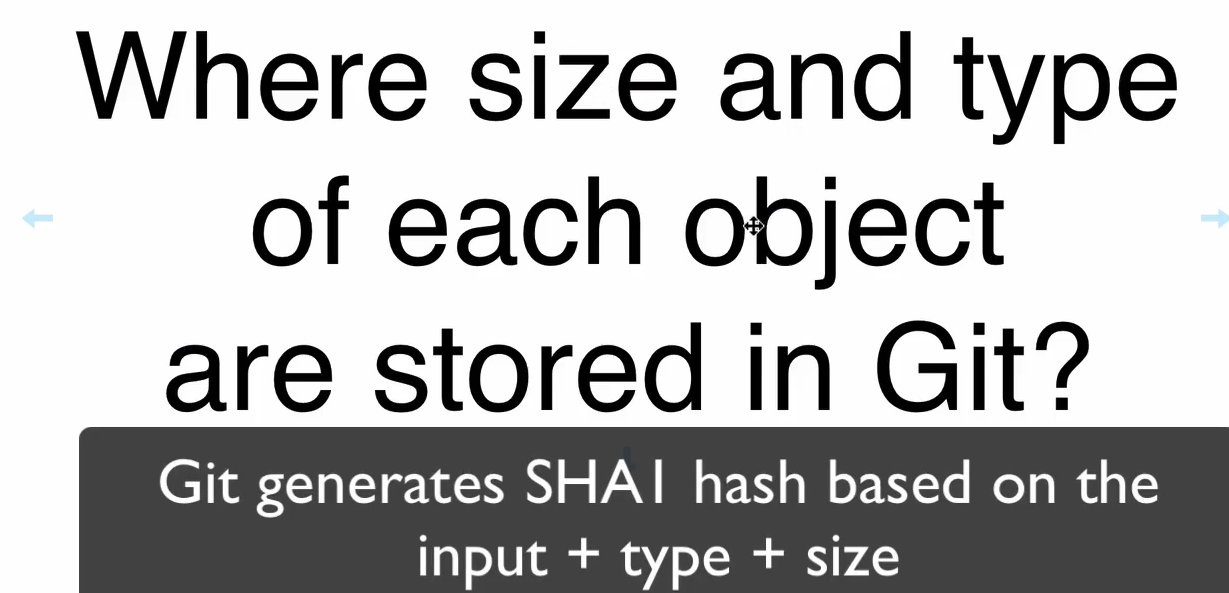 Where size and type
of each object
are stored in Git?
Git generates SHA1 hash based on the
input + type + size